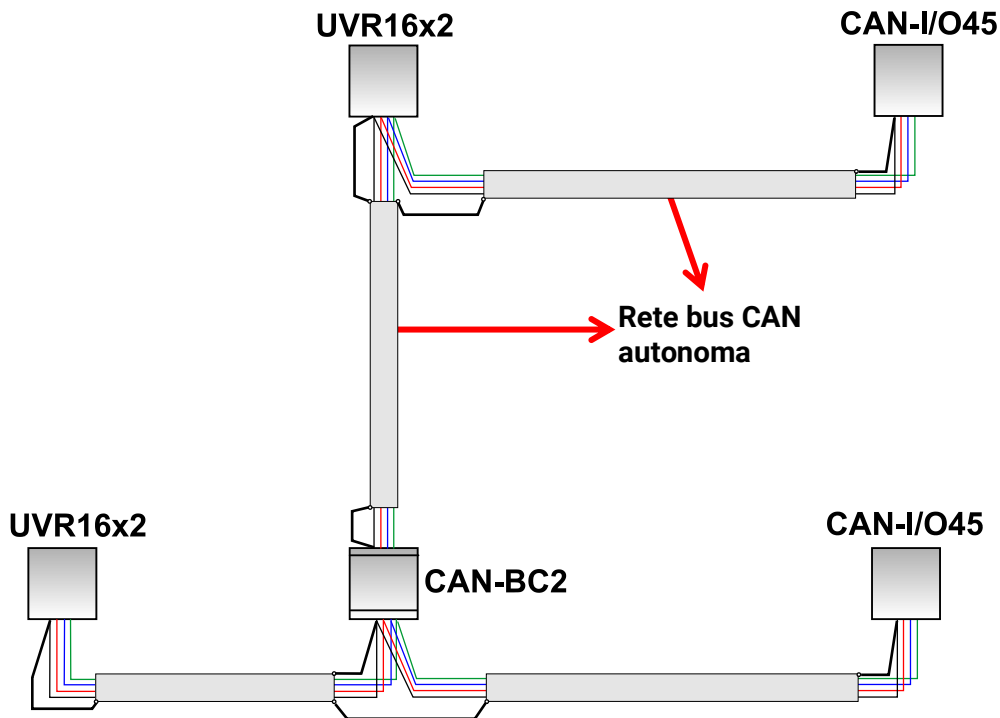 UVR16x2
CAN-I/O45
Rete bus CAN
autonoma
UVR16x2
CAN-BC2
CAN-I/O45